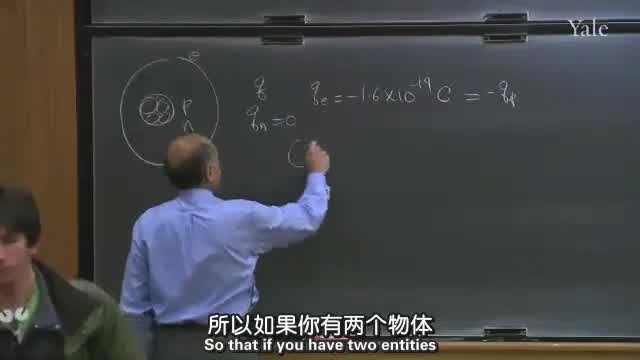 Yale
e
P
n
q
q_e = -1.6 × 10^-19 C = -q_p
q_n = 0
所以如果你有两个物体
So that if you have two entities